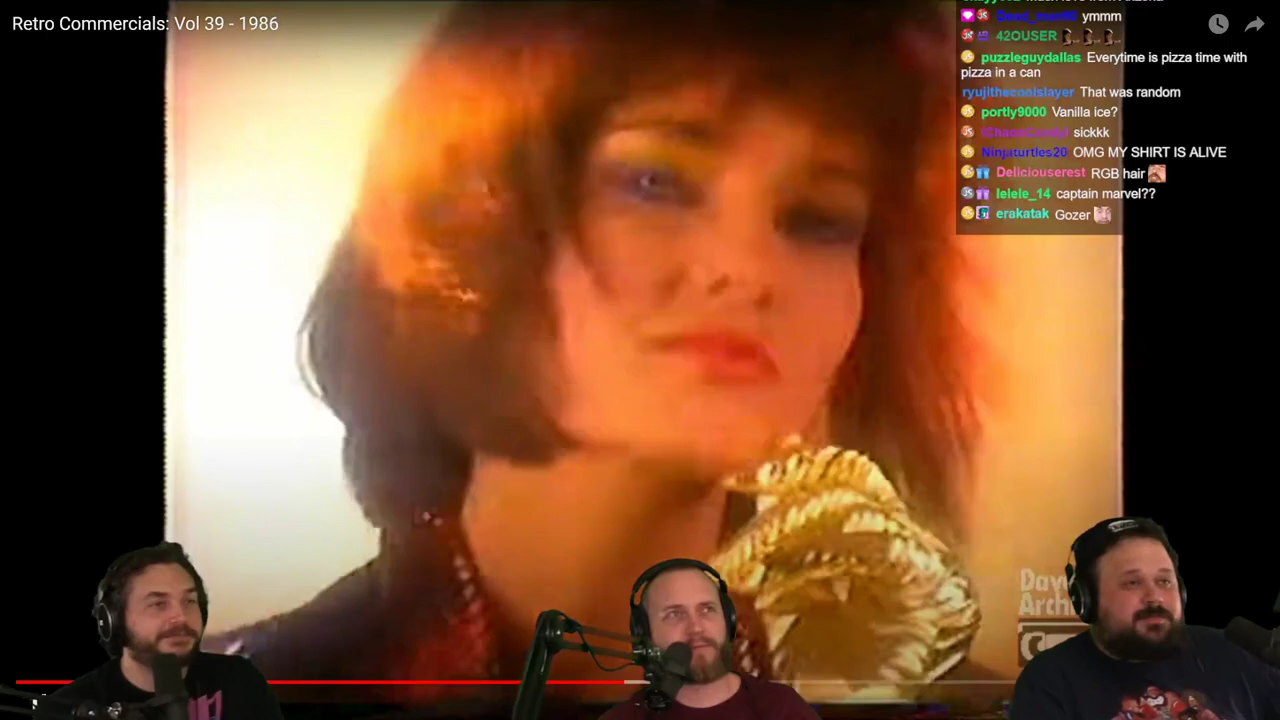 Retro Commercials: Vol 39 - 1986
ymmm
42OUSER
puzzleguydallas Everytime is pizza time with
pizza in a can
That was random
portly9000 Vanilla ice?
sickkk
Ninjaturtles20 OMG MY SHIRT IS ALIVE
Deliciouserest RGB hair
lelele_14 captain marvel??
erakatak Gozer